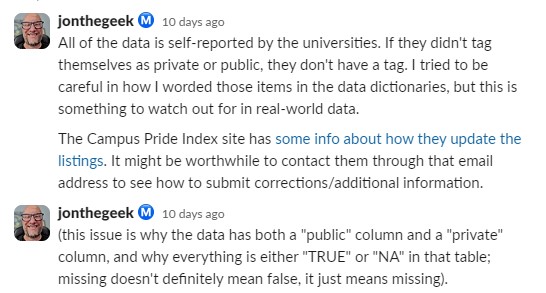 jonthegeek M 10 days ago
All of the data is self-reported by the universities. If they didn't tag
themselves as private or public, they don't have a tag. I tried to be
careful in how I worded those items in the data dictionaries, but this is
something to watch out for in real-world data.
The Campus Pride Index site has some info about how they update the
listings. It might be worthwhile to contact them through that email
address to see how to submit corrections/additional information.
jonthegeek M 10 days ago
(this issue is why the data has both a "public" column and a "private"
column, and why everything is either "TRUE" or "NA" in that table;
missing doesn't definitely mean false, it just means missing).